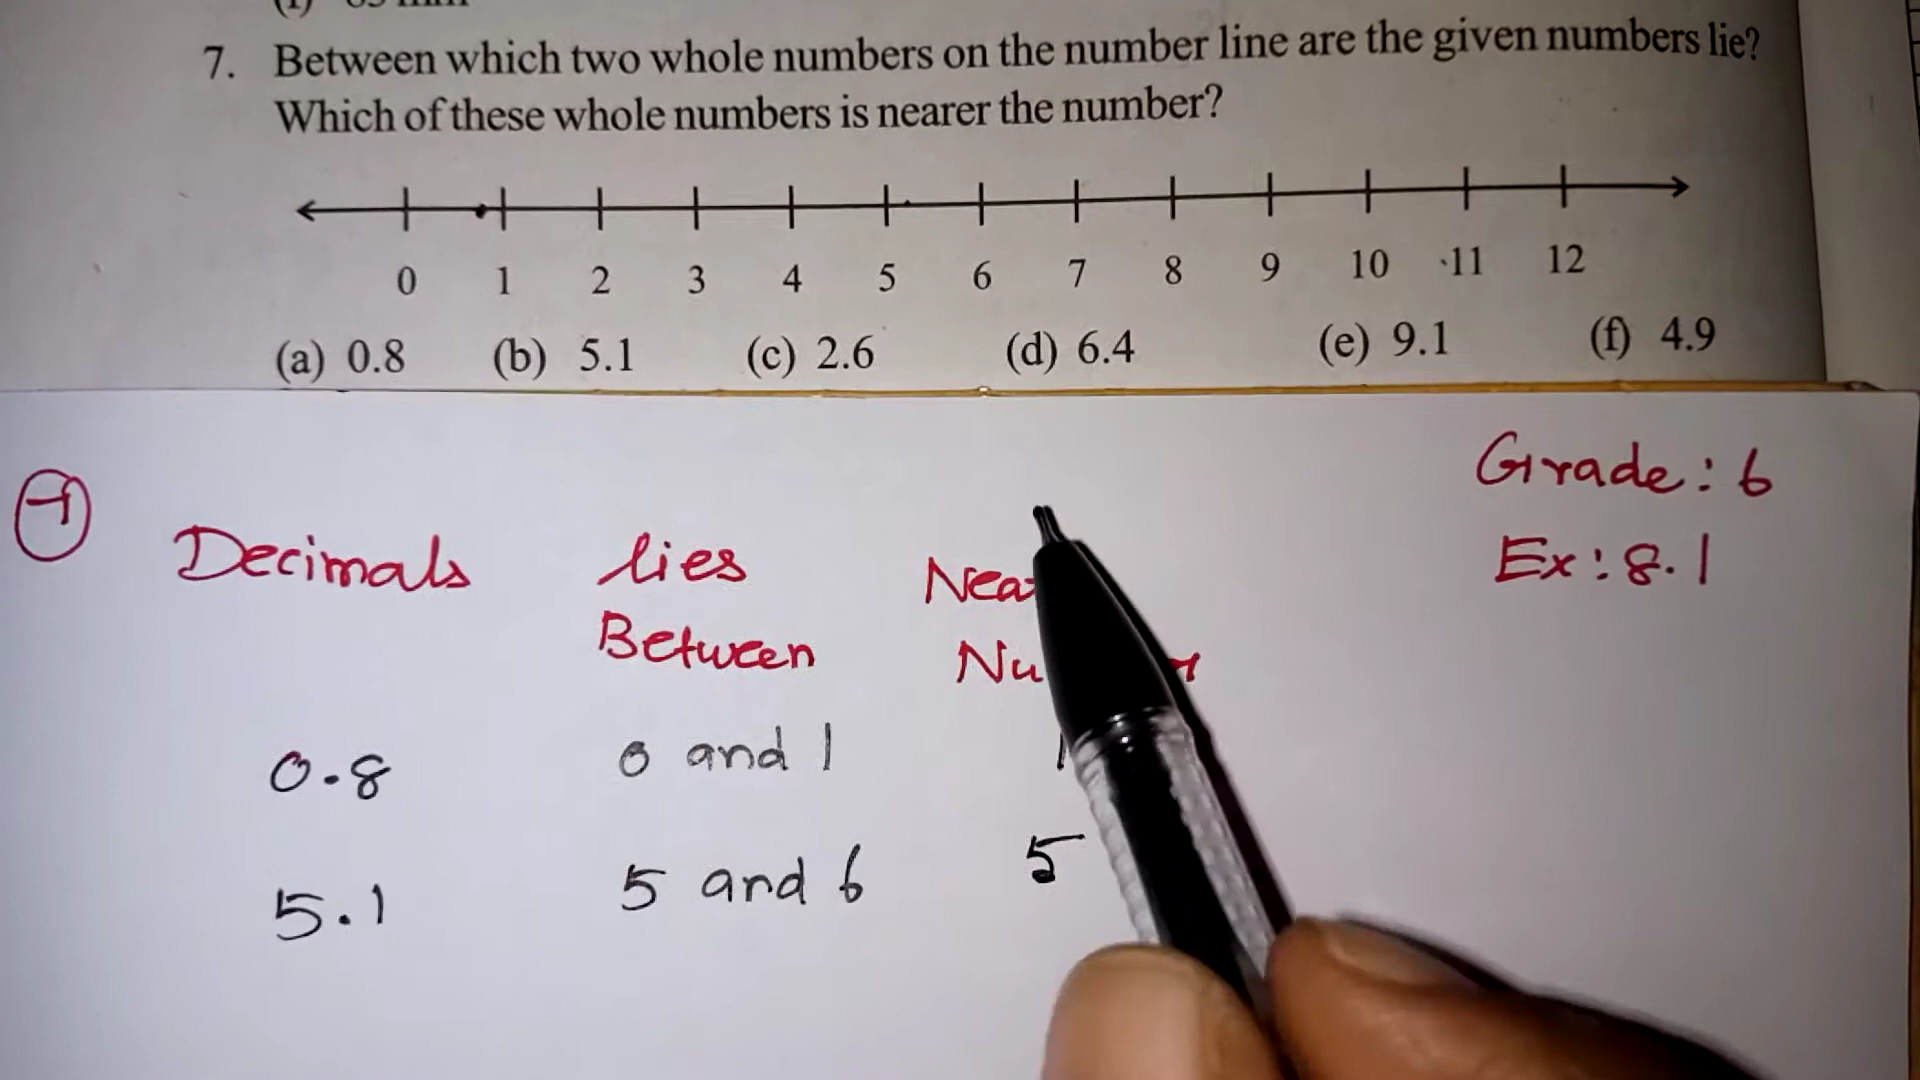 7. Between which two whole numbers on the number line are the given numbers lie?
Which of these whole numbers is nearer the number?
0 1 2 3 4 5 6 7 8 9 10 11 12
(a) 0.8 (b) 5.1 (c) 2.6 (d) 6.4 (e) 9.1 (f) 4.9
Grade: 6
Ex: 8.1
7
Decimals lies
Between
0.8 0 and 1 1
5.1 5 and 6 5